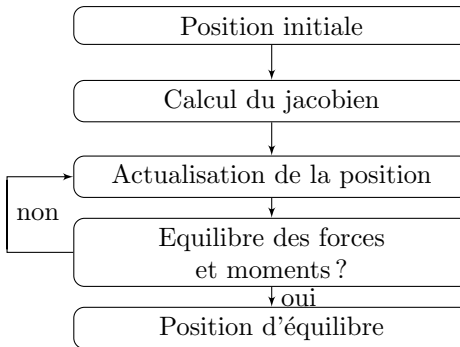 Position initiale
Calcul du jacobien
Actualisation de la position
non
Equilibre des forces
et moments ?
oui
Position d'équilibre